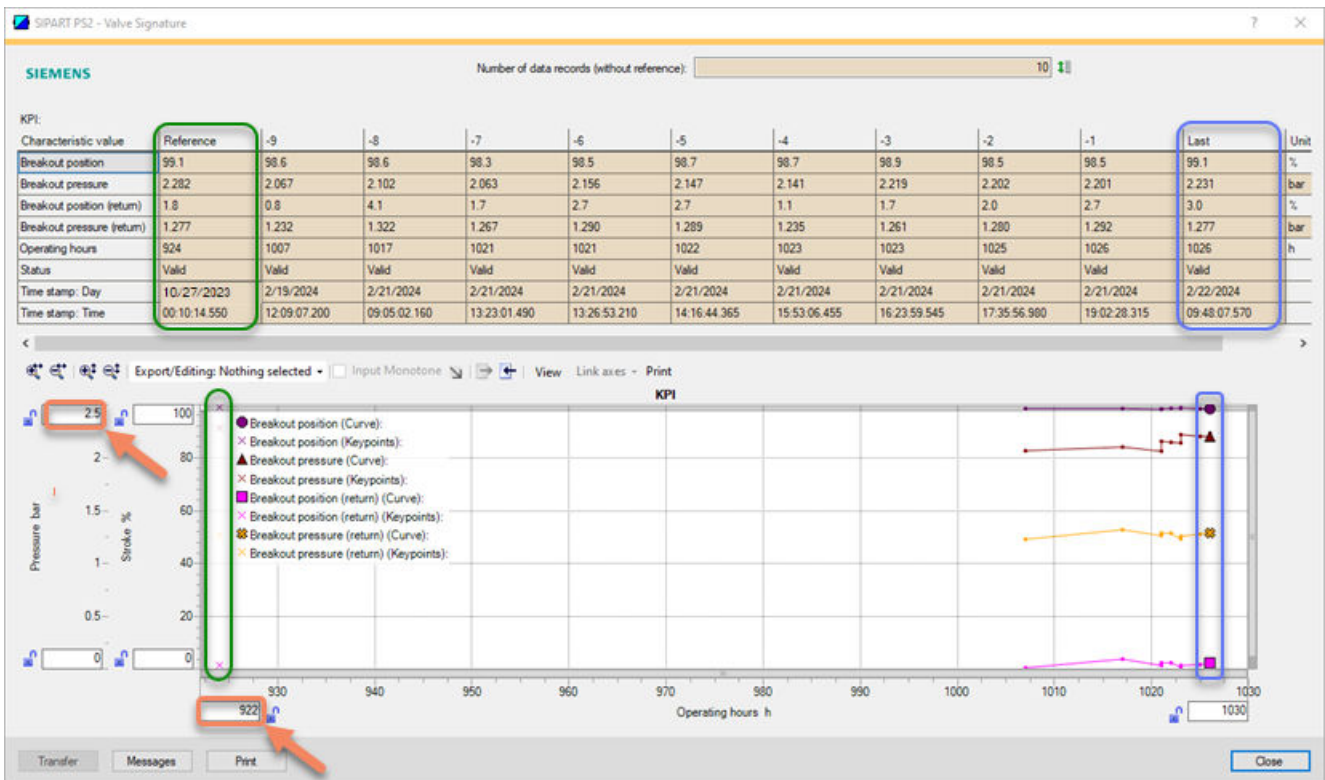 SIPART PS2 - Valve Signature ? ×
SIEMENS
Number of data records (without reference): 10
KPI:
Characteristic value Reference -9 -8 -7 -6 -5 -4 -3 -2 -1 Last Unit
Breakout position 99.1 98.6 98.6 98.3 98.5 98.7 98.7 98.9 98.5 98.5 99.1 %
Breakout pressure 2.282 2.067 2.102 2.063 2.156 2.147 2.141 2.219 2.202 2.201 2.231 bar
Breakout position (return) 1.8 0.8 4.1 1.7 2.7 2.7 1.1 1.7 2.0 2.7 3.0 %
Breakout pressure (return) 1.277 1.232 1.322 1.267 1.290 1.289 1.235 1.261 1.280 1.292 1.277 bar
Operating hours 924 1007 1017 1021 1021 1022 1023 1023 1025 1026 1026 h
Status Valid Valid Valid Valid Valid Valid Valid Valid Valid Valid Valid
Time stamp: Day 10/27/2023 2/19/2024 2/21/2024 2/21/2024 2/21/2024 2/21/2024 2/21/2024 2/21/2024 2/21/2024 2/21/2024 2/22/2024
Time stamp: Time 00:10:14.550 12:09:07.200 09:05:02.160 13:23:01.490 13:26:53.210 14:16:44.365 15:53:06.455 16:23:59.545 17:35:56.980 19:02:28.315 09:48:07.570
Export/Editing: Nothing selected Input Monotone View Link axes Print
KPI
2.5 100
2 80
1.5 60
1 40
0.5 20
0 0
Pressure bar
Stroke %
Breakout position (Curve):
Breakout position (Keypoints):
Breakout pressure (Curve):
Breakout pressure (Keypoints):
Breakout position (return) (Curve):
Breakout position (return) (Keypoints):
Breakout pressure (return) (Curve):
Breakout pressure (return) (Keypoints):
930 940 950 960 970 980 990 1000 1010 1020 1030
922 Operating hours h 1030
Transfer Messages Print Close